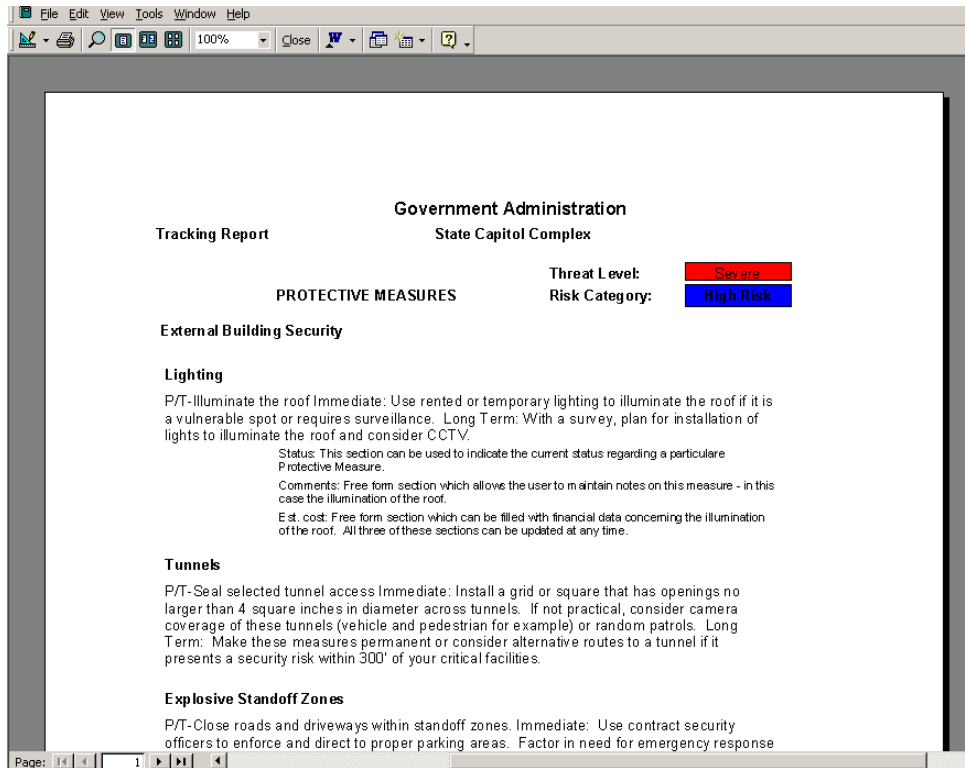 File Edit View Tools Window Help
100% Close
Government Administration
Tracking Report State Capitol Complex
Threat Level: Severe
PROTECTIVE MEASURES Risk Category: High Risk
External Building Security
Lighting
P/T-Illuminate the roof Immediate: Use rented or temporary lighting to illuminate the roof if it is
a vulnerable spot or requires surveillance. Long Term: With a survey, plan for installation of
lights to illuminate the roof and consider CCTV.
Status: This section can be used to indicate the current status regarding a particulare
Protective Measure.
Comments: Free form section which allows the user to maintain notes on this measure - in this
case the illumination of the roof.
Est. cost: Free form section which can be filled with financial data concerning the illumination
of the roof. All three of these sections can be updated at any time.
Tunnels
P/T-Seal selected tunnel access Immediate: Install a grid or square that has openings no
larger than 4 square inches in diameter across tunnels. If not practical, consider camera
coverage of these tunnels (vehicle and pedestrian for example) or random patrols. Long
Term: Make these measures permanent or consider alternative routes to a tunnel if it
presents a security risk within 300' of your critical facilities.
Explosive Standoff Zones
P/T-Close roads and driveways within standoff zones. Immediate: Use contract security
officers to enforce and direct to proper parking areas. Factor in need for emergency response
Page: 1